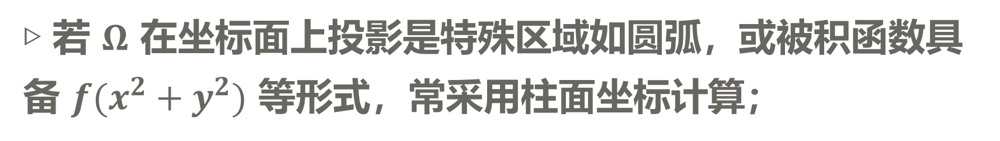 ▷ 若 Ω 在坐标面上投影是特殊区域如圆弧，或被积函数具
备 f(x² + y²) 等形式，常采用柱面坐标计算；